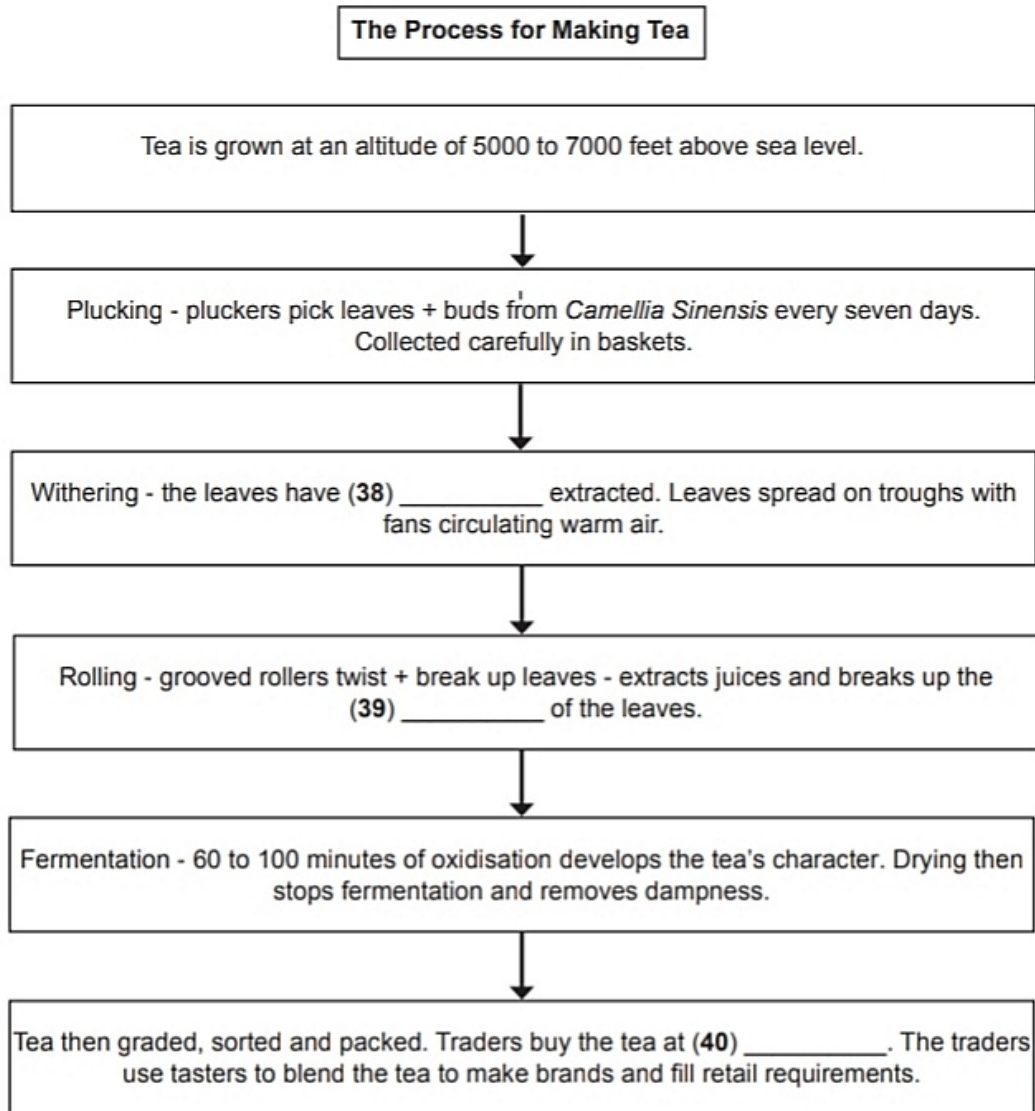 The Process for Making Tea
Tea is grown at an altitude of 5000 to 7000 feet above sea level.
Plucking - pluckers pick leaves + buds from Camellia Sinensis every seven days.
Collected carefully in baskets.
Withering - the leaves have (38) __________ extracted. Leaves spread on troughs with
fans circulating warm air.
Rolling - grooved rollers twist + break up leaves - extracts juices and breaks up the
(39) __________ of the leaves.
Fermentation - 60 to 100 minutes of oxidisation develops the tea's character. Drying then
stops fermentation and removes dampness.
Tea then graded, sorted and packed. Traders buy the tea at (40) __________. The traders
use tasters to blend the tea to make brands and fill retail requirements.